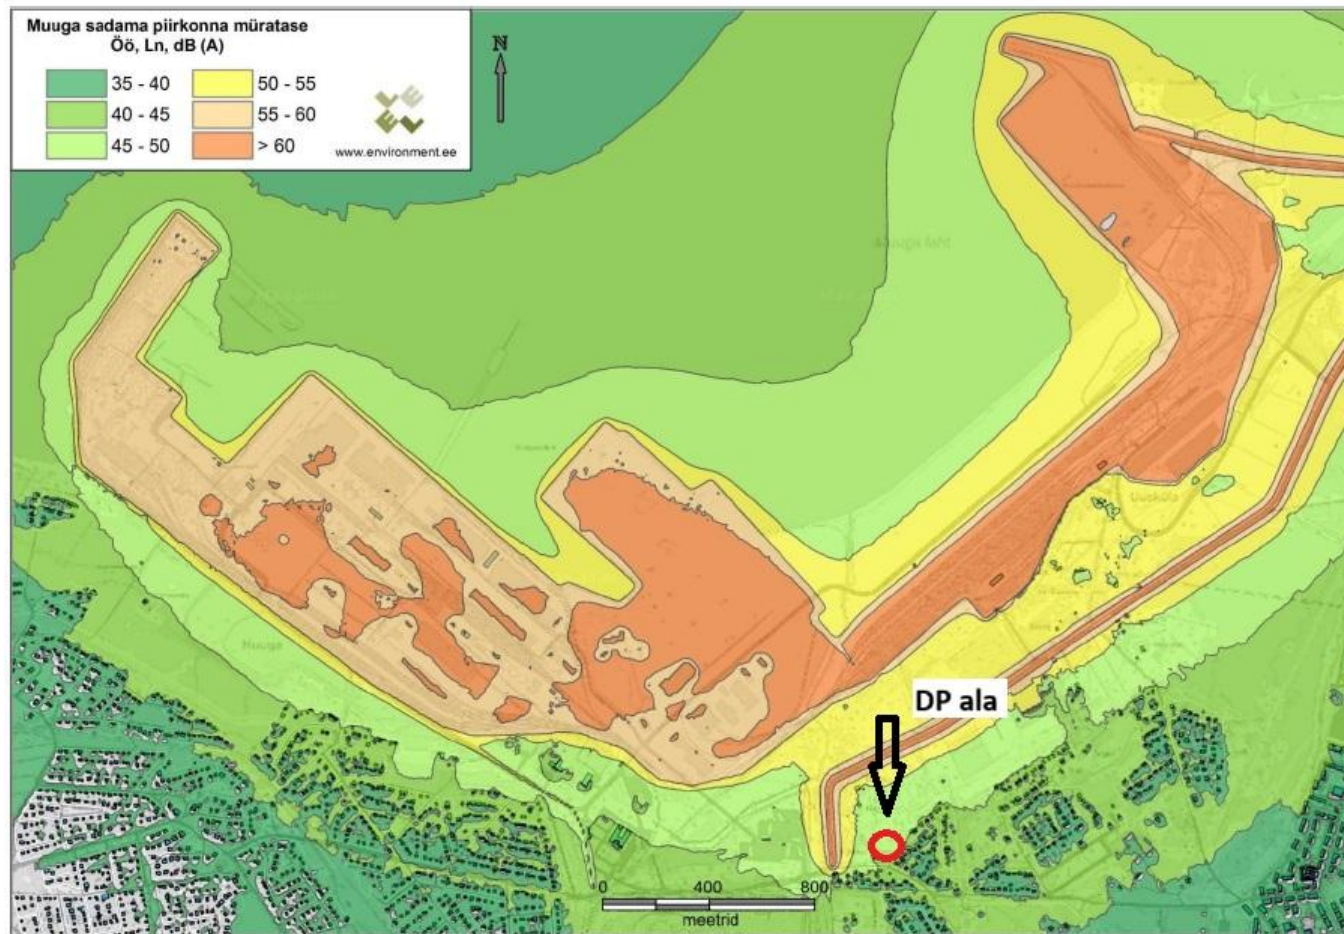 Muuga sadama piirkonna müratase
Öö, Ln, dB (A)
35 - 40
50 - 55
40 - 45
55 - 60
45 - 50
> 60
www.environment.ee
N
Muuga laht
Uusküla
Muuga
DP ala
0 400 800
meetrid